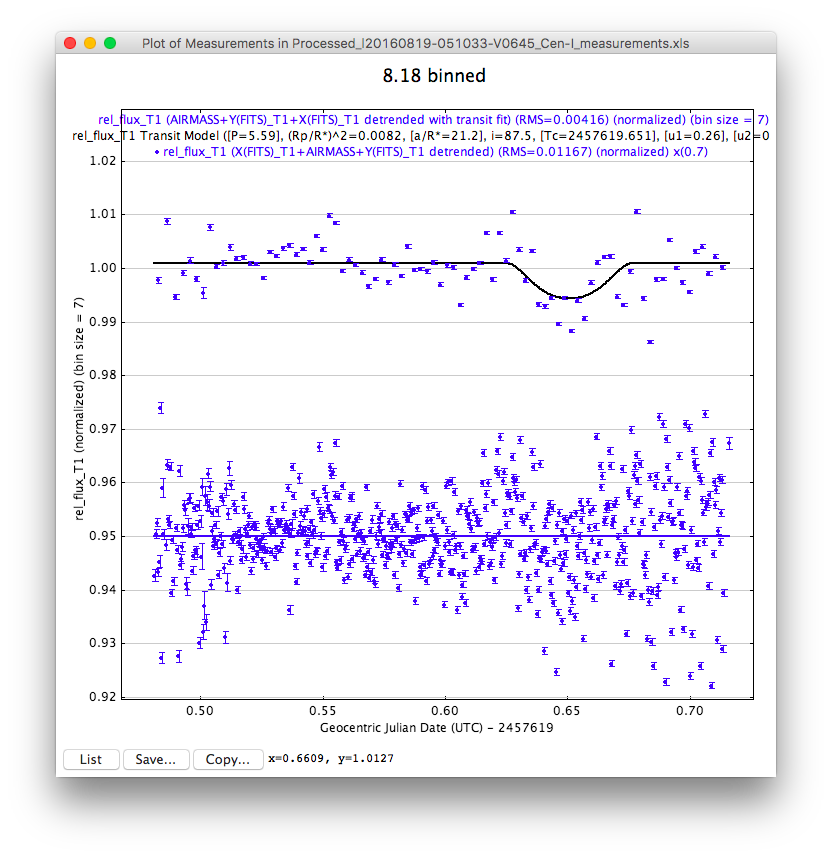 Plot of Measurements in Processed_I20160819-051033-V0645_Cen-I_measurements.xls
8.18 binned
rel_flux_T1 (AIRMASS+Y(FITS)_T1+X(FITS)_T1 detrended with transit fit) (RMS=0.00416) (normalized) (bin size = 7)
rel_flux_T1 Transit Model ([P=5.59], (Rp/R*)^2=0.0082, [a/R*=21.2], i=87.5, [Tc=2457619.651], [u1=0.26], [u2=0
rel_flux_T1 (X(FITS)_T1+AIRMASS+Y(FITS)_T1 detrended) (RMS=0.01167) (normalized) x(0.7)
1.02
1.01
1.00
0.99
0.98
0.97
0.96
0.95
0.94
0.93
0.92
rel_flux_T1 (normalized) (bin size = 7)
0.50 0.55 0.60 0.65 0.70
Geocentric Julian Date (UTC) - 2457619
List Save... Copy... x=0.6609, y=1.0127